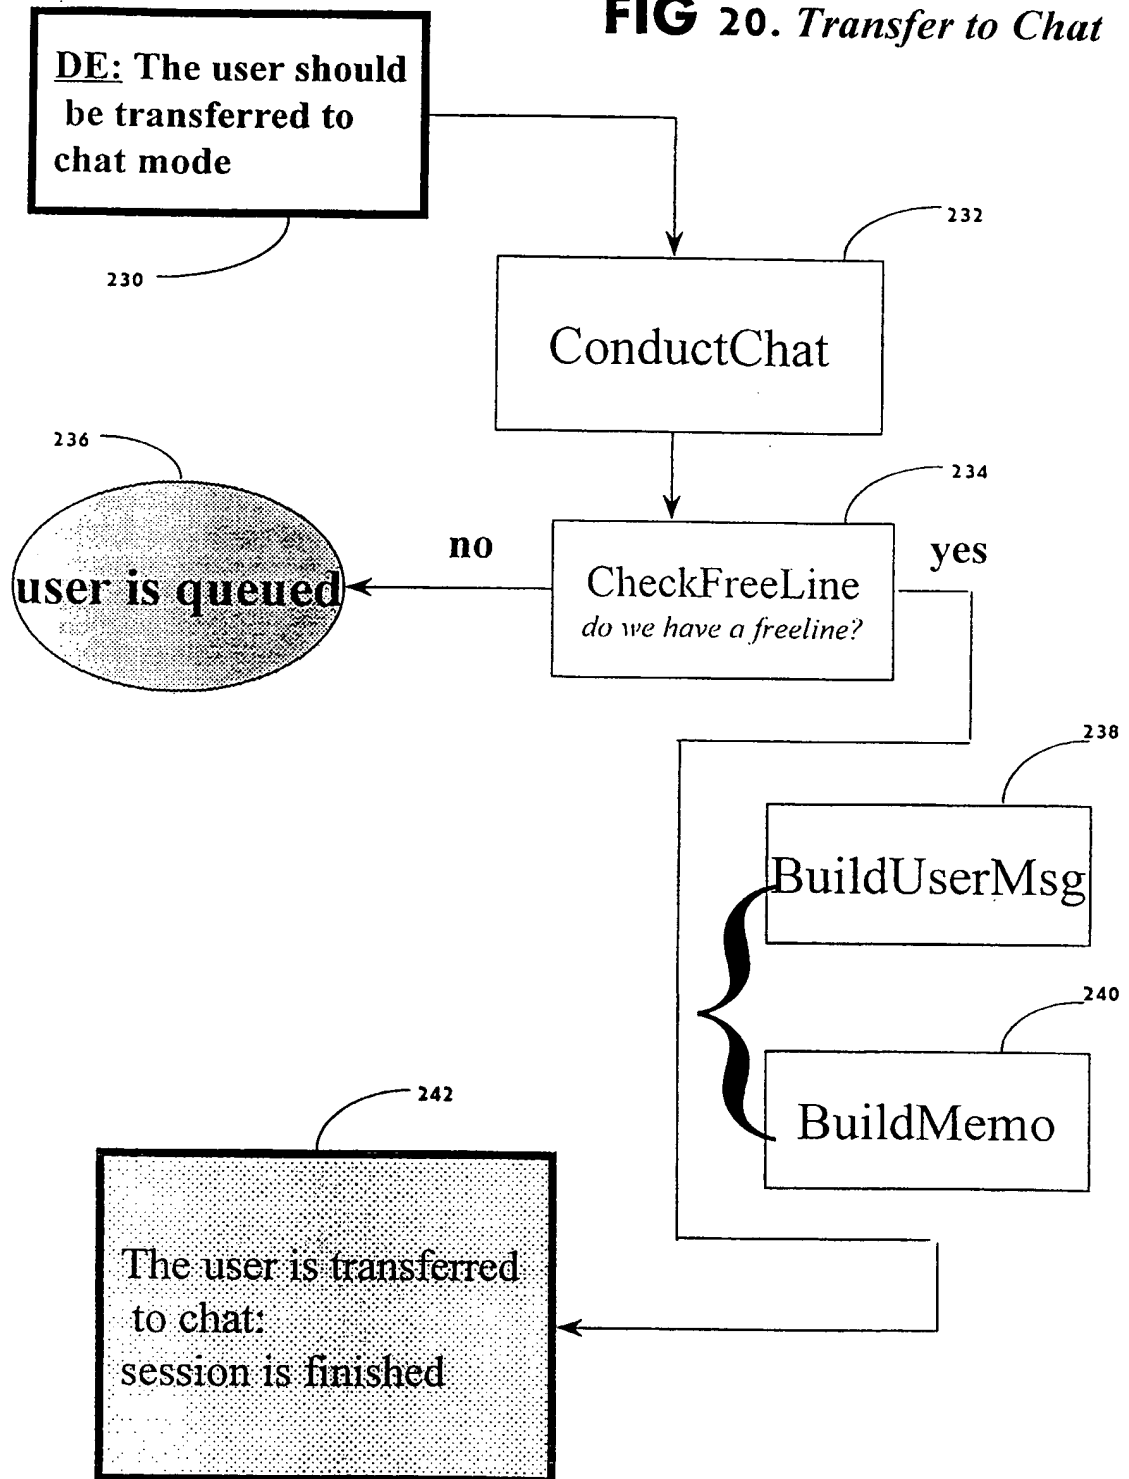 FIG 20. Transfer to Chat
DE: The user should
be transferred to
chat mode
230
232
ConductChat
236
234
no
yes
user is queued
CheckFreeLine
do we have a freeline?
238
BuildUserMsg
240
BuildMemo
242
The user is transferred
to chat:
session is finished